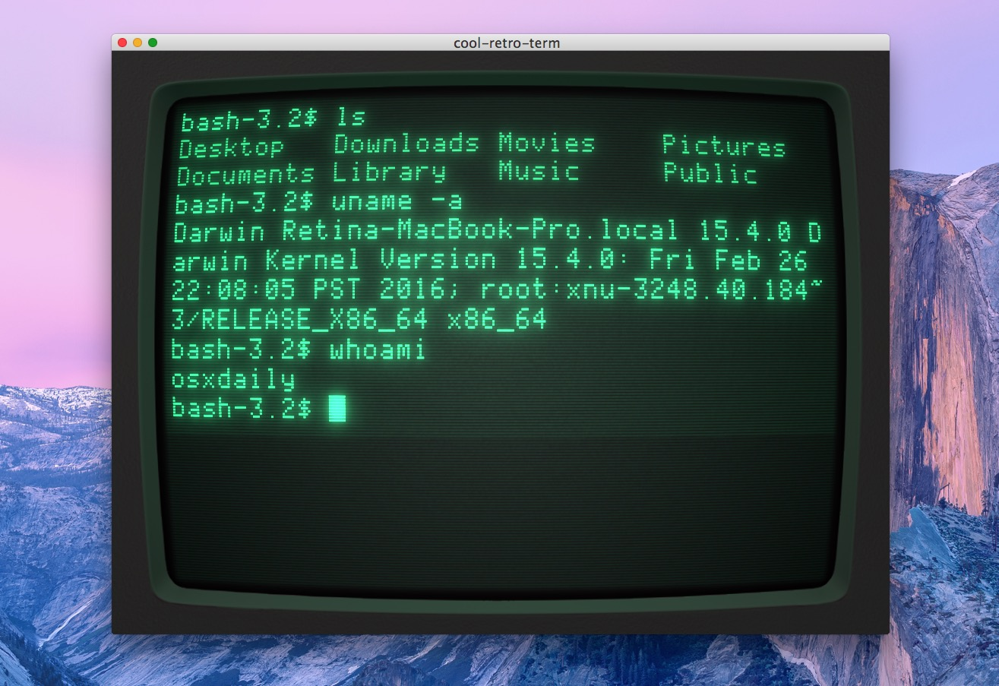 cool-retro-term
bash-3.2$ ls
Desktop Downloads Movies Pictures
Documents Library Music Public
bash-3.2$ uname -a
Darwin Retina-MacBook-Pro.local 15.4.0 D
arwin Kernel Version 15.4.0: Fri Feb 26
22:08:05 PST 2016; root:xnu-3248.40.184~
3/RELEASE_X86_64 x86_64
bash-3.2$ whoami
osxdaily
bash-3.2$